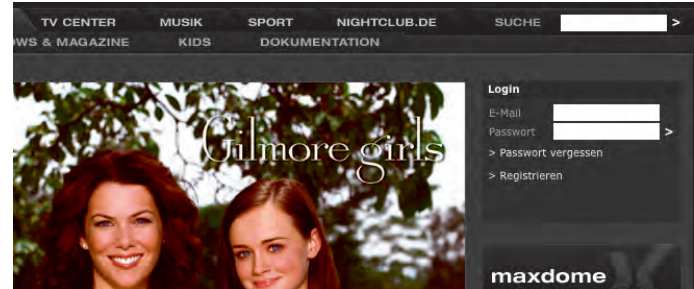 TV CENTER MUSIK SPORT NIGHTCLUB.DE SUCHE >
& MAGAZINE KIDS DOKUMENTATION
Login
E-Mail
Passwort >
> Passwort vergessen
> Registrieren
Gilmore girls
maxdome